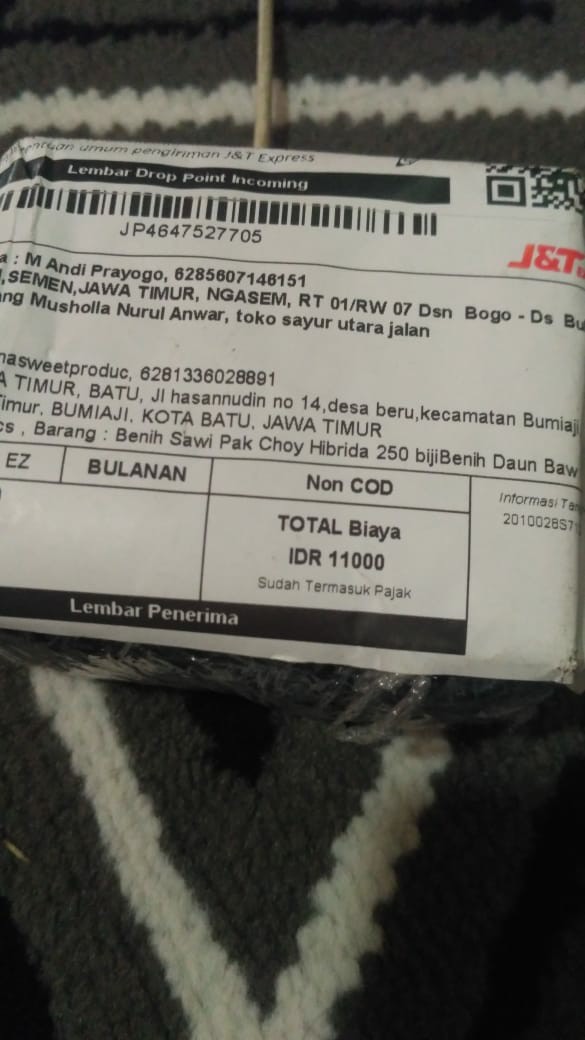 umum pengiriman J&T Express
Lembar Drop Point Incoming
JP4647527705
J&T
a : M Andi Prayogo, 6285607146151
,SEMEN,JAWA TIMUR, NGASEM, RT 01/RW 07 Dsn Bogo - Ds Bu
ng Musholla Nurul Anwar, toko sayur utara jalan
nasweetproduc, 6281336028891
A TIMUR, BATU, Jl hasannudin no 14,desa beru,kecamatan Bumiaji
imur, BUMIAJI, KOTA BATU, JAWA TIMUR
cs , Barang : Benih Sawi Pak Choy Hibrida 250 bijiBenih Daun Baw
EZ BULANAN Non COD
Informasi
TOTAL Biaya
IDR 11000
Sudah Termasuk Pajak
Lembar Penerima